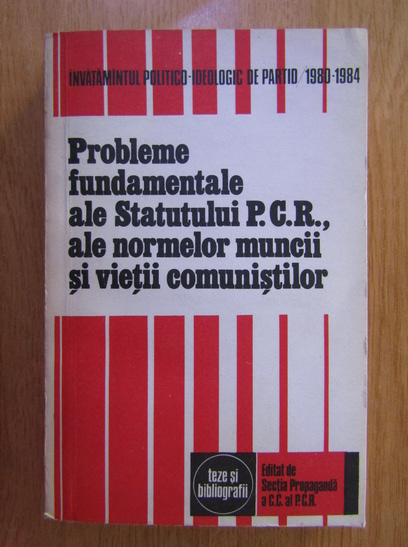 ÎNVĂŢĂMÎNTUL POLITICO-IDEOLOGIC DE PARTID / 1980-1984
Probleme
fundamentale
ale Statutului P.C.R.,
ale normelor muncii
și vieții comuniștilor
teze și
bibliografii
Editat de
Secția Propagandă
a C.C. al P.C.R.